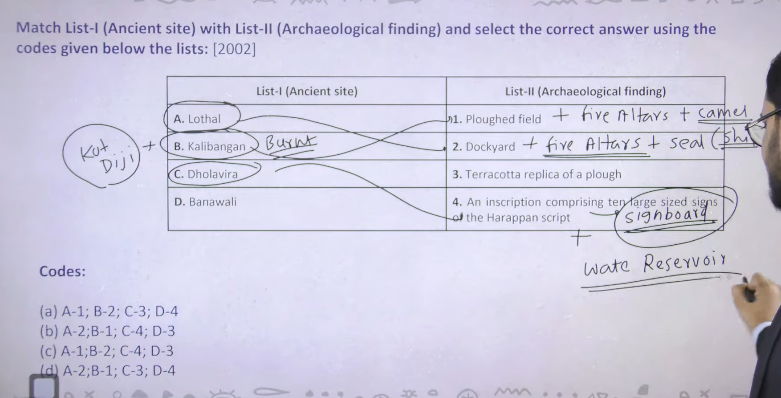 Match List-I (Ancient site) with List-II (Archaeological finding) and select the correct answer using the
codes given below the lists: [2002]
List-I (Ancient site)
List-II (Archaeological finding)
A. Lothal
1. Ploughed field + fire Altars + camel
Kot
Diji
+
B. Kalibangan Burnt
2. Dockyard + fire Altars + seal (
C. Dholavira
3. Terracotta replica of a plough
D. Banawali
4. An inscription comprising ten large sized signs
of the Harappan script
signboard
+
Wate Reservoir
Codes:
(a) A-1; B-2; C-3; D-4
(b) A-2;B-1; C-4; D-3
(c) A-1;B-2; C-4; D-3
(d) A-2;B-1; C-3; D-4